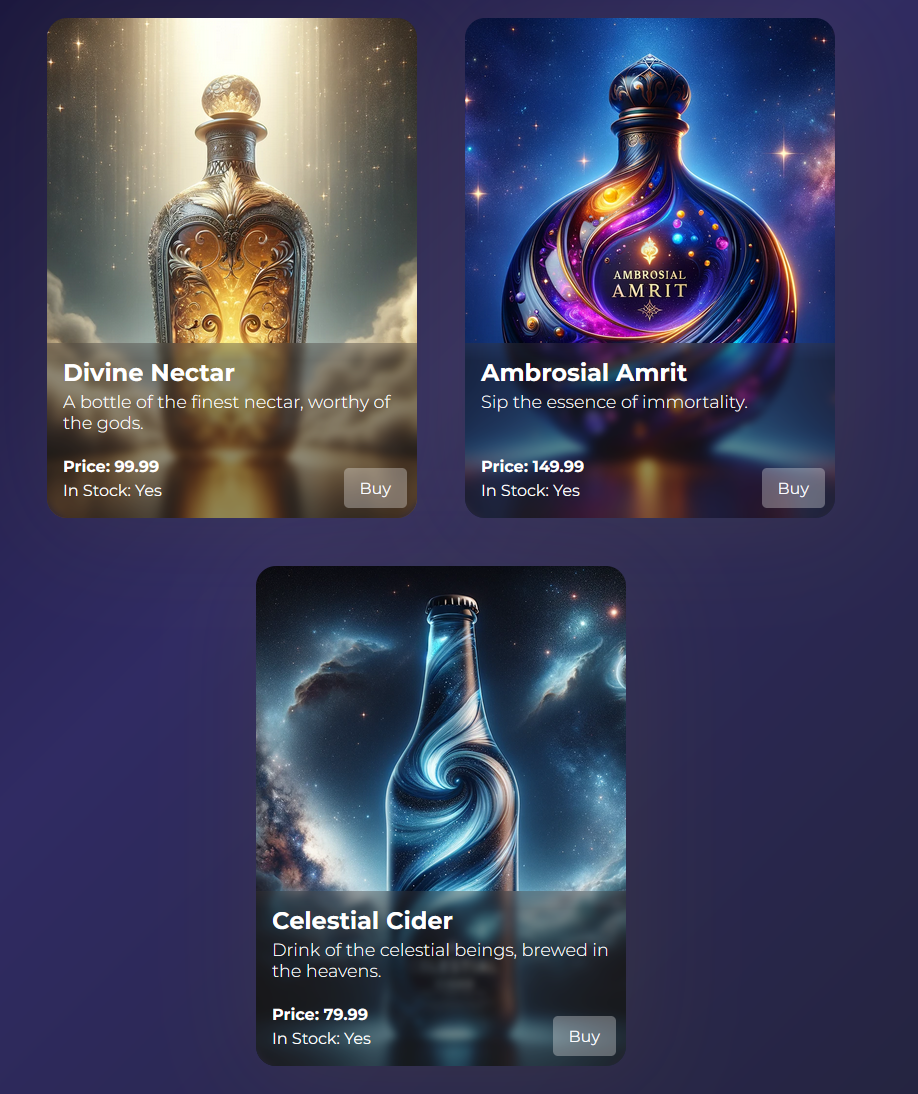 AMBROSIAL
AMRIT
Divine Nectar
A bottle of the finest nectar, worthy of
the gods.
Price: 99.99
In Stock: Yes
Buy
Ambrosial Amrit
Sip the essence of immortality.
Price: 149.99
In Stock: Yes
Buy
Celestial Cider
Drink of the celestial beings, brewed in
the heavens.
Price: 79.99
In Stock: Yes
Buy